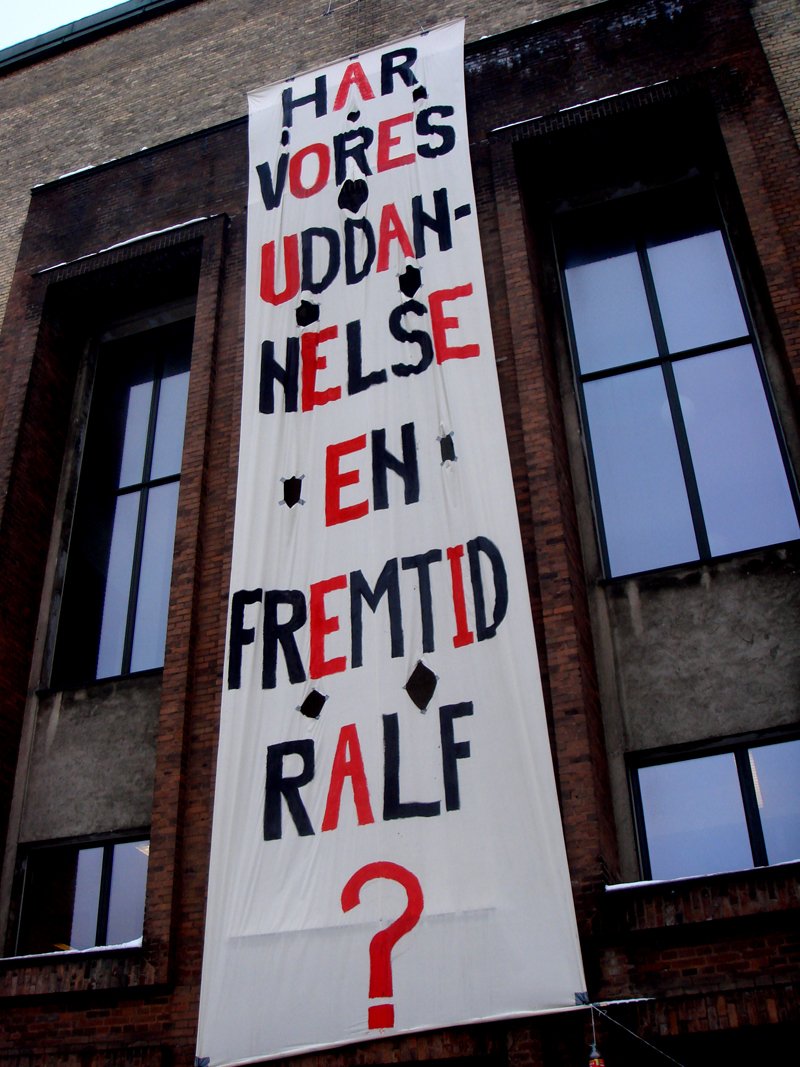 HAR
VORES
UDDAN-
NELSE
EN
FREMTID
RALF
?